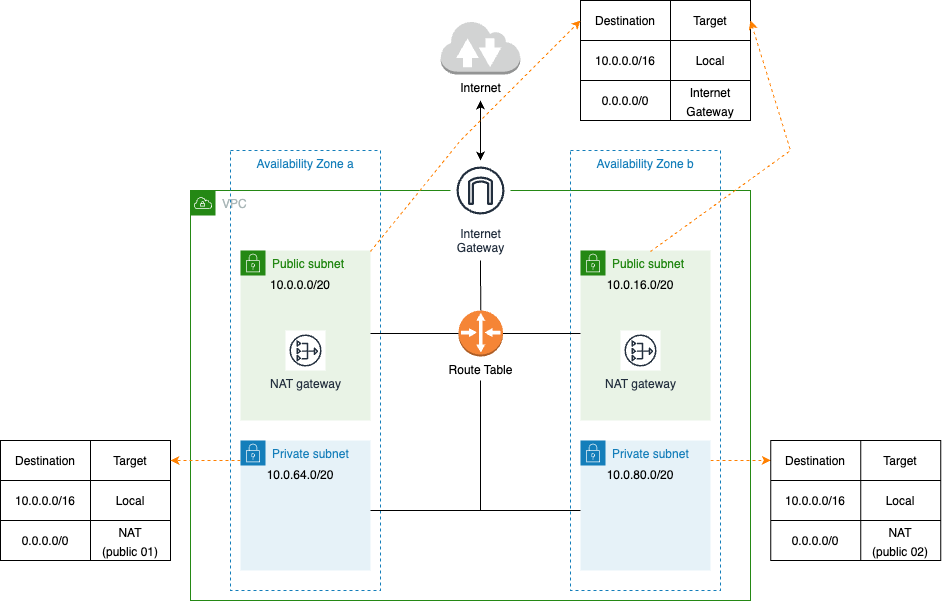 Destination Target
10.0.0.0/16 Local
0.0.0.0/0 Internet
Gateway
Internet
Availability Zone a
Availability Zone b
VPC
Internet
Gateway
Public subnet
10.0.0.0/20
NAT gateway
Public subnet
10.0.16.0/20
NAT gateway
Route Table
Private subnet
10.0.64.0/20
Private subnet
10.0.80.0/20
Destination Target
10.0.0.0/16 Local
0.0.0.0/0 NAT
(public 01)
Destination Target
10.0.0.0/16 Local
0.0.0.0/0 NAT
(public 02)